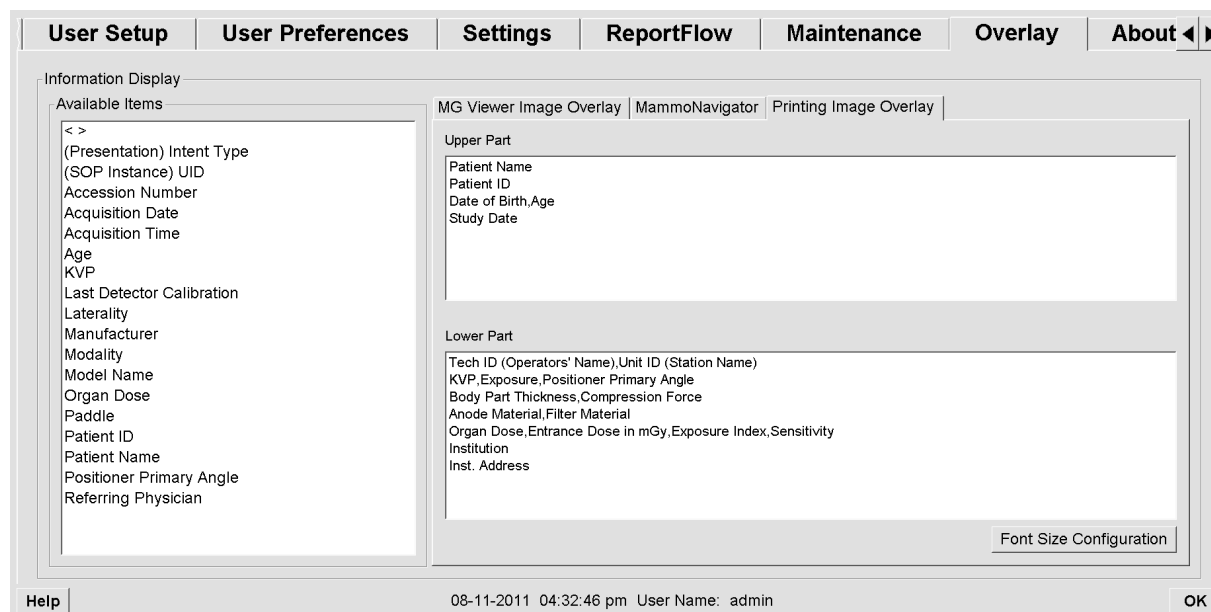 User Setup User Preferences Settings ReportFlow Maintenance Overlay About
Information Display
Available Items
< >
(Presentation) Intent Type
(SOP Instance) UID
Accession Number
Acquisition Date
Acquisition Time
Age
KVP
Last Detector Calibration
Laterality
Manufacturer
Modality
Model Name
Organ Dose
Paddle
Patient ID
Patient Name
Positioner Primary Angle
Referring Physician
MG Viewer Image Overlay MammoNavigator Printing Image Overlay
Upper Part
Patient Name
Patient ID
Date of Birth,Age
Study Date
Lower Part
Tech ID (Operators' Name),Unit ID (Station Name)
KVP,Exposure,Positioner Primary Angle
Body Part Thickness,Compression Force
Anode Material,Filter Material
Organ Dose,Entrance Dose in mGy,Exposure Index,Sensitivity
Institution
Inst. Address
Font Size Configuration
Help 08-11-2011 04:32:46 pm User Name: admin OK